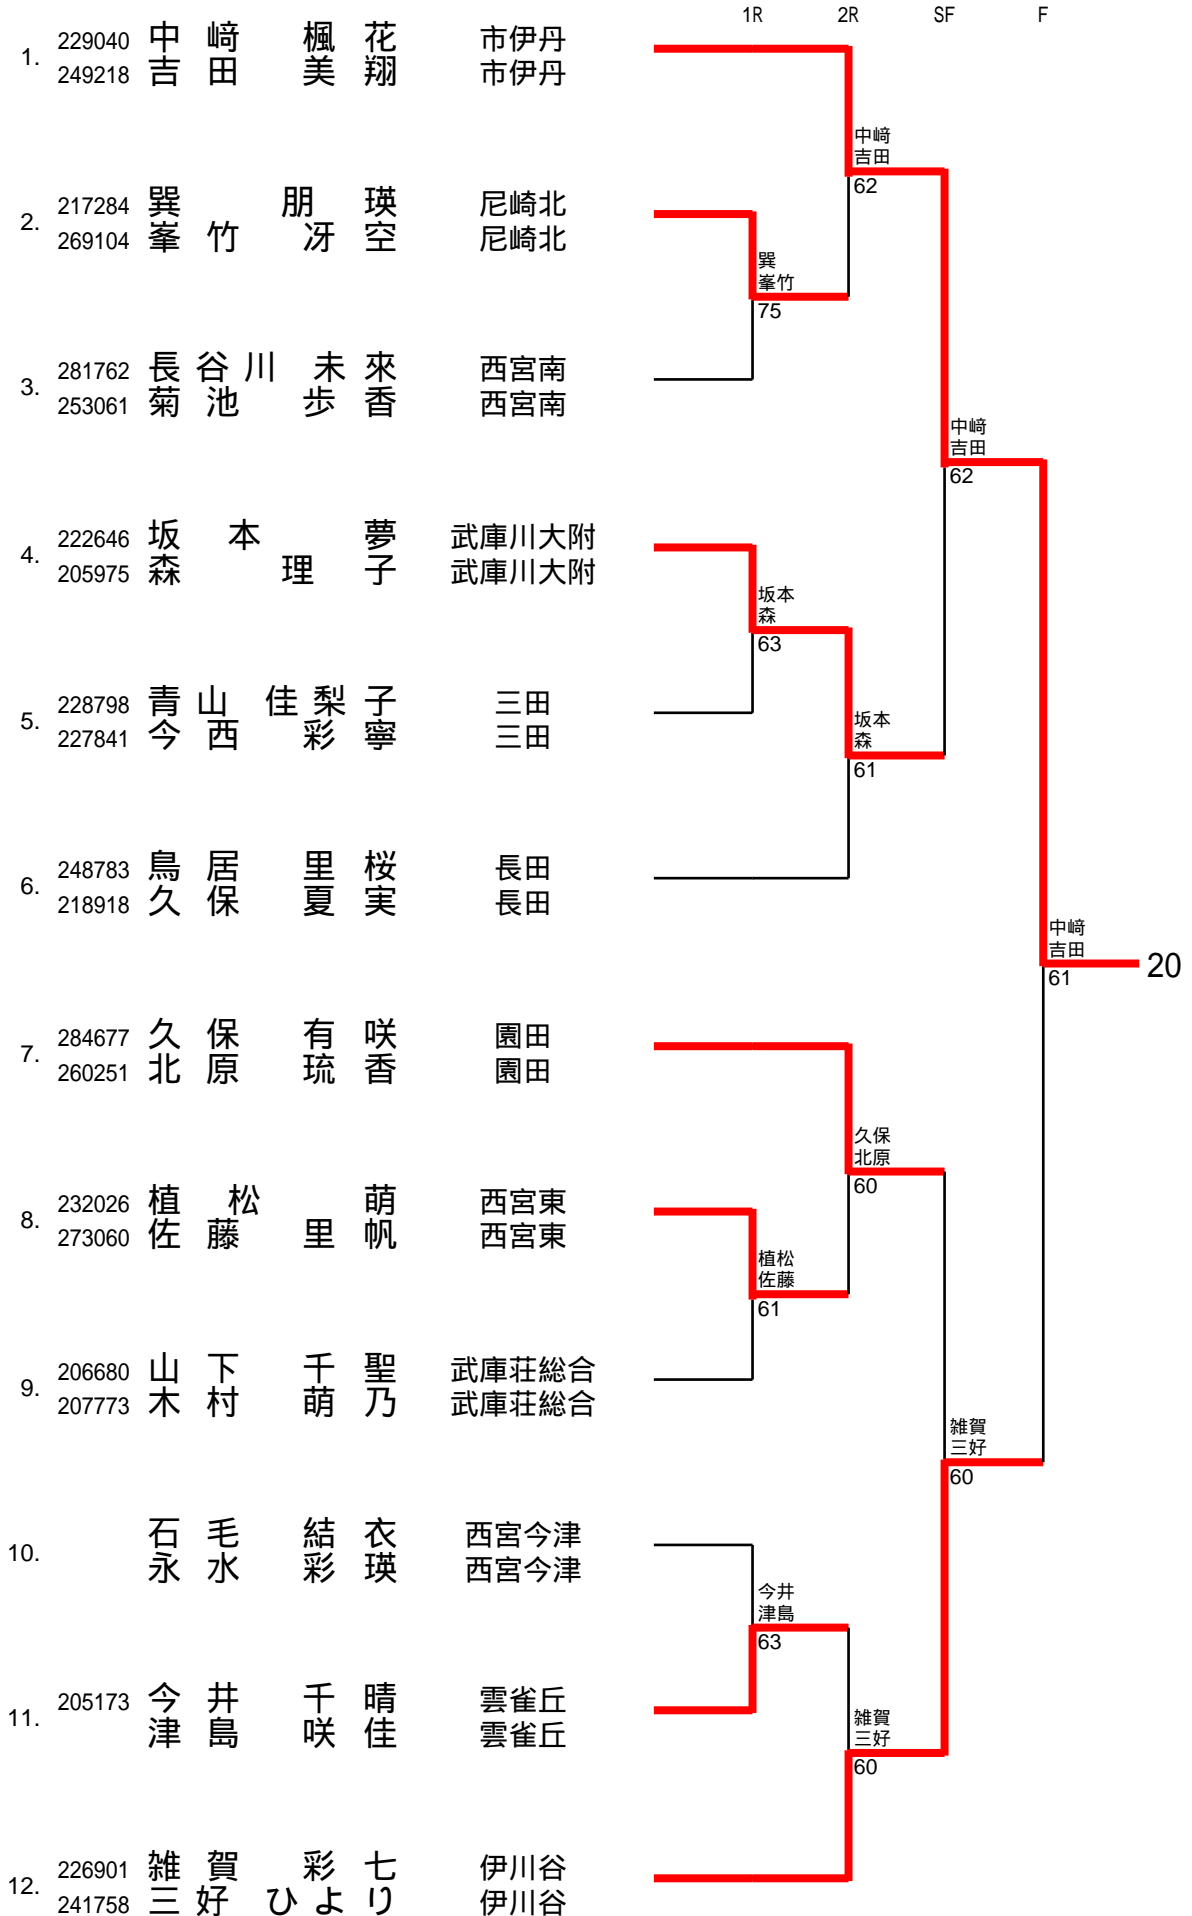 1R 2R SF F
1. 229040 中﨑 楓花 市伊丹
249218 吉田 美翔 市伊丹
中﨑
吉田
62
2. 217284 巽 朋瑛 尼崎北
269104 峯竹 冴空 尼崎北
巽
峯竹
75
3. 281762 長谷川 未來 西宮南
253061 菊池 歩香 西宮南
中﨑
吉田
62
4. 222646 坂本 夢 武庫川大附
205975 森 理子 武庫川大附
坂本
森
63
5. 228798 青山 佳梨子 三田
227841 今西 彩寧 三田
坂本
森
61
6. 248783 鳥居 里桜 長田
218918 久保 夏実 長田
中﨑
吉田
61
20
7. 284677 久保 有咲 園田
260251 北原 琉香 園田
久保
北原
60
8. 232026 植松 萌 西宮東
273060 佐藤 里帆 西宮東
植松
佐藤
61
9. 206680 山下 千聖 武庫荘総合
207773 木村 萌乃 武庫荘総合
雑賀
三好
60
10. 石毛 結衣 西宮今津
永水 彩瑛 西宮今津
今井
津島
63
11. 205173 今井 千晴 雲雀丘
津島 咲佳 雲雀丘
雑賀
三好
60
12. 226901 雑賀 彩七 伊川谷
241758 三好 ひより 伊川谷